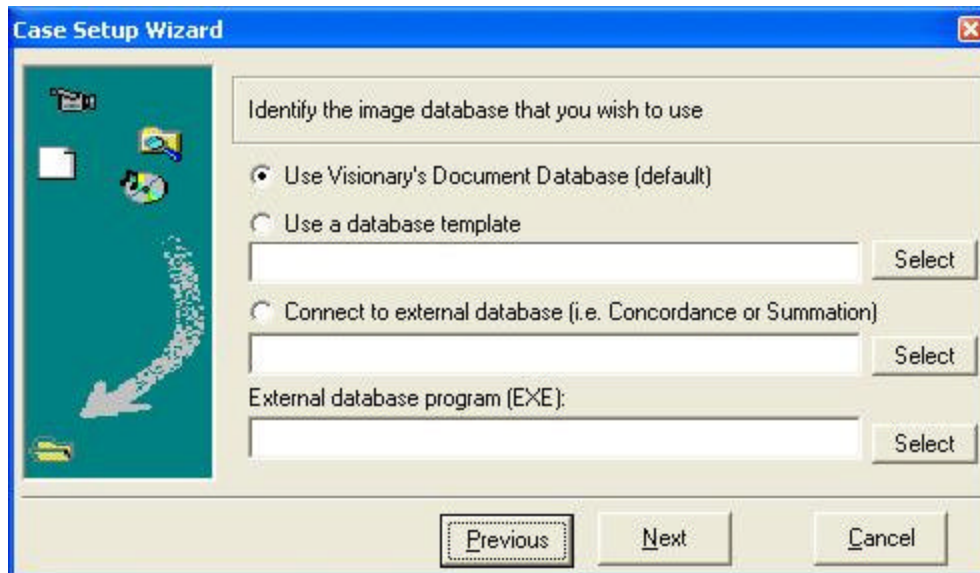 Case Setup Wizard
Identify the image database that you wish to use
Use Visionary's Document Database (default)
Use a database template
Select
Connect to external database (i.e. Concordance or Summation)
Select
External database program (EXE):
Select
Previous Next Cancel